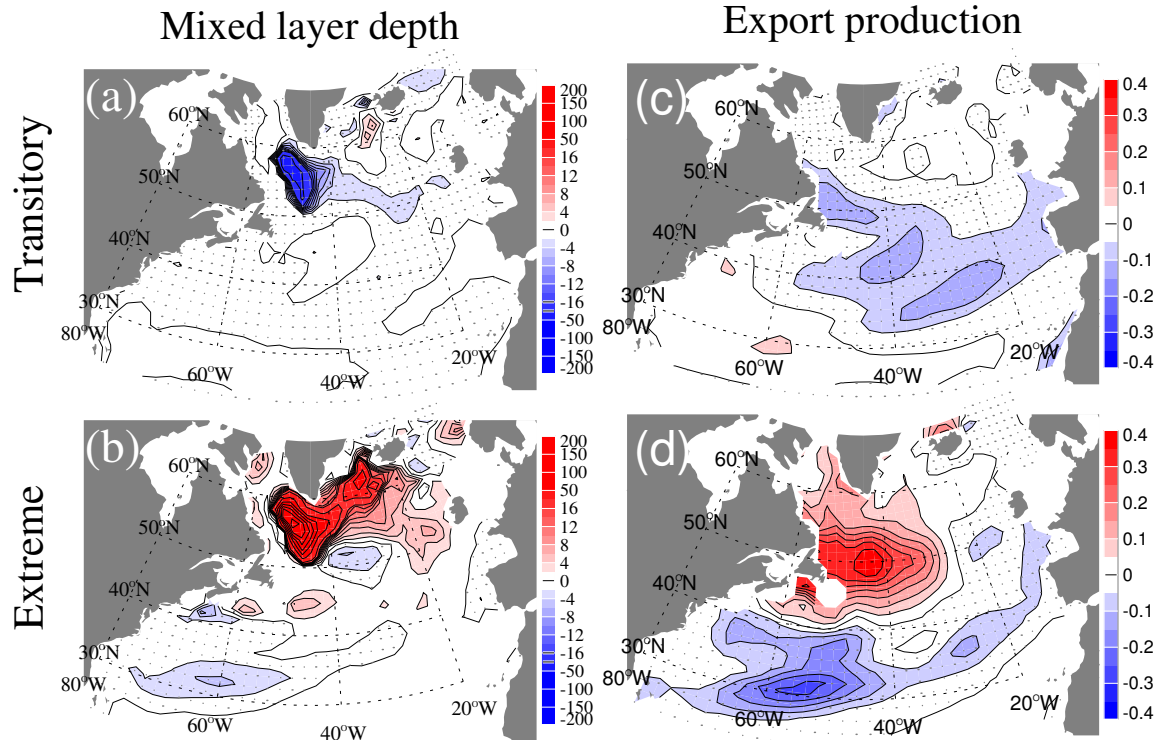 Mixed layer depth
Export production
Transitory
Extreme
(a)
60°N
50°N
40°N
30°N
80°W
60°W
40°W
20°W
200
150
100
50
16
12
8
4
0
-4
-8
-12
-16
-50
-100
-150
-200
(c)
60°N
50°N
40°N
30°N
80°W
60°W
40°W
20°W
0.4
0.3
0.2
0.1
0
-0.1
-0.2
-0.3
-0.4
(b)
60°N
50°N
40°N
30°N
80°W
60°W
40°W
20°W
200
150
100
50
16
12
8
4
0
-4
-8
-12
-16
-50
-100
-150
-200
(d)
60°N
50°N
40°N
30°N
80°W
60°W
40°W
20°W
0.4
0.3
0.2
0.1
0
-0.1
-0.2
-0.3
-0.4